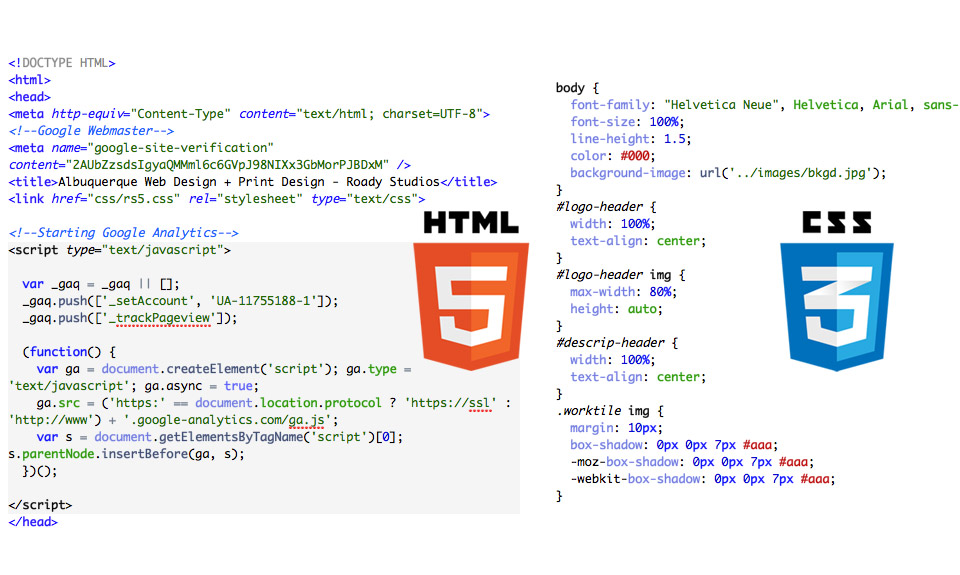 <!DOCTYPE HTML>
<html>
<head>
<meta http-equiv="Content-Type" content="text/html; charset=UTF-8">
<!--Google Webmaster-->
<meta name="google-site-verification"
content="2AUbZzsdsIgyaQMMml6c6GVpJ98NIXx3GbMorPJBDxM" />
<title>Albuquerque Web Design + Print Design - Roady Studios</title>
<link href="css/rs5.css" rel="stylesheet" type="text/css">
<!--Starting Google Analytics-->
<script type="text/javascript">
var _gaq = _gaq || [];
_gaq.push(['_setAccount', 'UA-11755188-1']);
_gaq.push(['_trackPageview']);
(function() {
var ga = document.createElement('script'); ga.type =
'text/javascript'; ga.async = true;
ga.src = ('https:' == document.location.protocol ? 'https://ssl' :
'http://www') + '.google-analytics.com/ga.js';
var s = document.getElementsByTagName('script')[0];
s.parentNode.insertBefore(ga, s);
})();
</script>
</head>
HTML
5
body {
font-family: "Helvetica Neue", Helvetica, Arial, sans-
font-size: 100%;
line-height: 1.5;
color: #000;
background-image: url('../images/bkgd.jpg');
}
#logo-header {
width: 100%;
text-align: center;
}
#logo-header img {
max-width: 80%;
height: auto;
}
#descrip-header {
width: 100%;
text-align: center;
}
.worktile img {
margin: 10px;
box-shadow: 0px 0px 7px #aaa;
-moz-box-shadow: 0px 0px 7px #aaa;
-webkit-box-shadow: 0px 0px 7px #aaa;
}
CSS
3